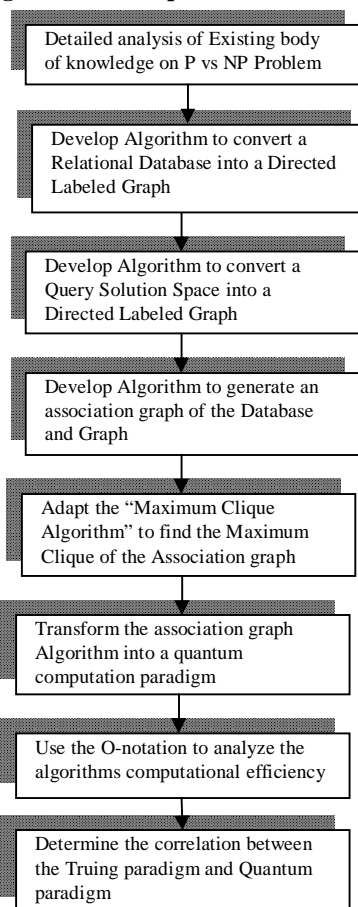 Detailed analysis of Existing body
of knowledge on P vs NP Problem
Develop Algorithm to convert a
Relational Database into a Directed
Labeled Graph
Develop Algorithm to convert a
Query Solution Space into a
Directed Labeled Graph
Develop Algorithm to generate an
association graph of the Database
and Graph
Adapt the “Maximum Clique
Algorithm” to find the Maximum
Clique of the Association graph
Transform the association graph
Algorithm into a quantum
computation paradigm
Use the O-notation to analyze the
algorithms computational efficiency
Determine the correlation between
the Truing paradigm and Quantum
paradigm